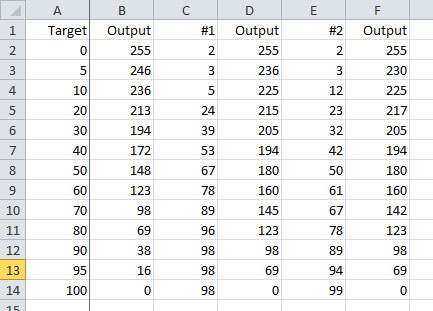 A B C D E F
1 Target Output #1 Output #2 Output
2 0 255 2 255 2 255
3 5 246 3 236 3 230
4 10 236 5 225 12 225
5 20 213 24 215 23 217
6 30 194 39 205 32 205
7 40 172 53 194 42 194
8 50 148 67 180 50 180
9 60 123 78 160 61 160
10 70 98 89 145 67 142
11 80 69 96 123 78 123
12 90 38 98 98 89 98
13 95 16 98 69 94 69
14 100 0 98 0 99 0
15